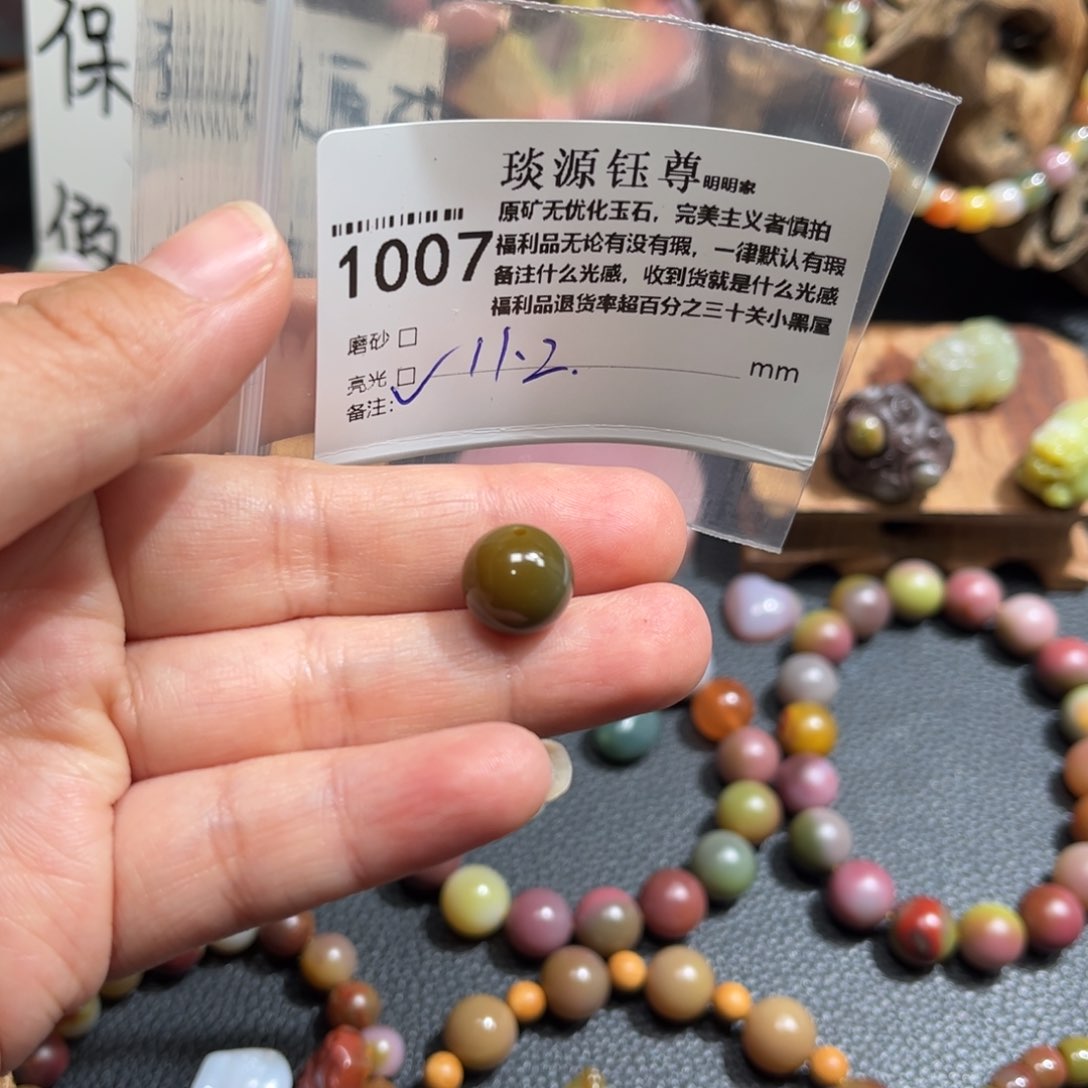 保
琰源钰尊明明家
原矿无优化玉石，完美主义者慎拍
1007
福利品无论有没有瑕，一律默认有瑕
备注什么光感，收到货就是什么光感
福利品退货率超百分之三十关小黑屋
磨砂 □
亮光 □ ✓ 11.2. mm
备注: